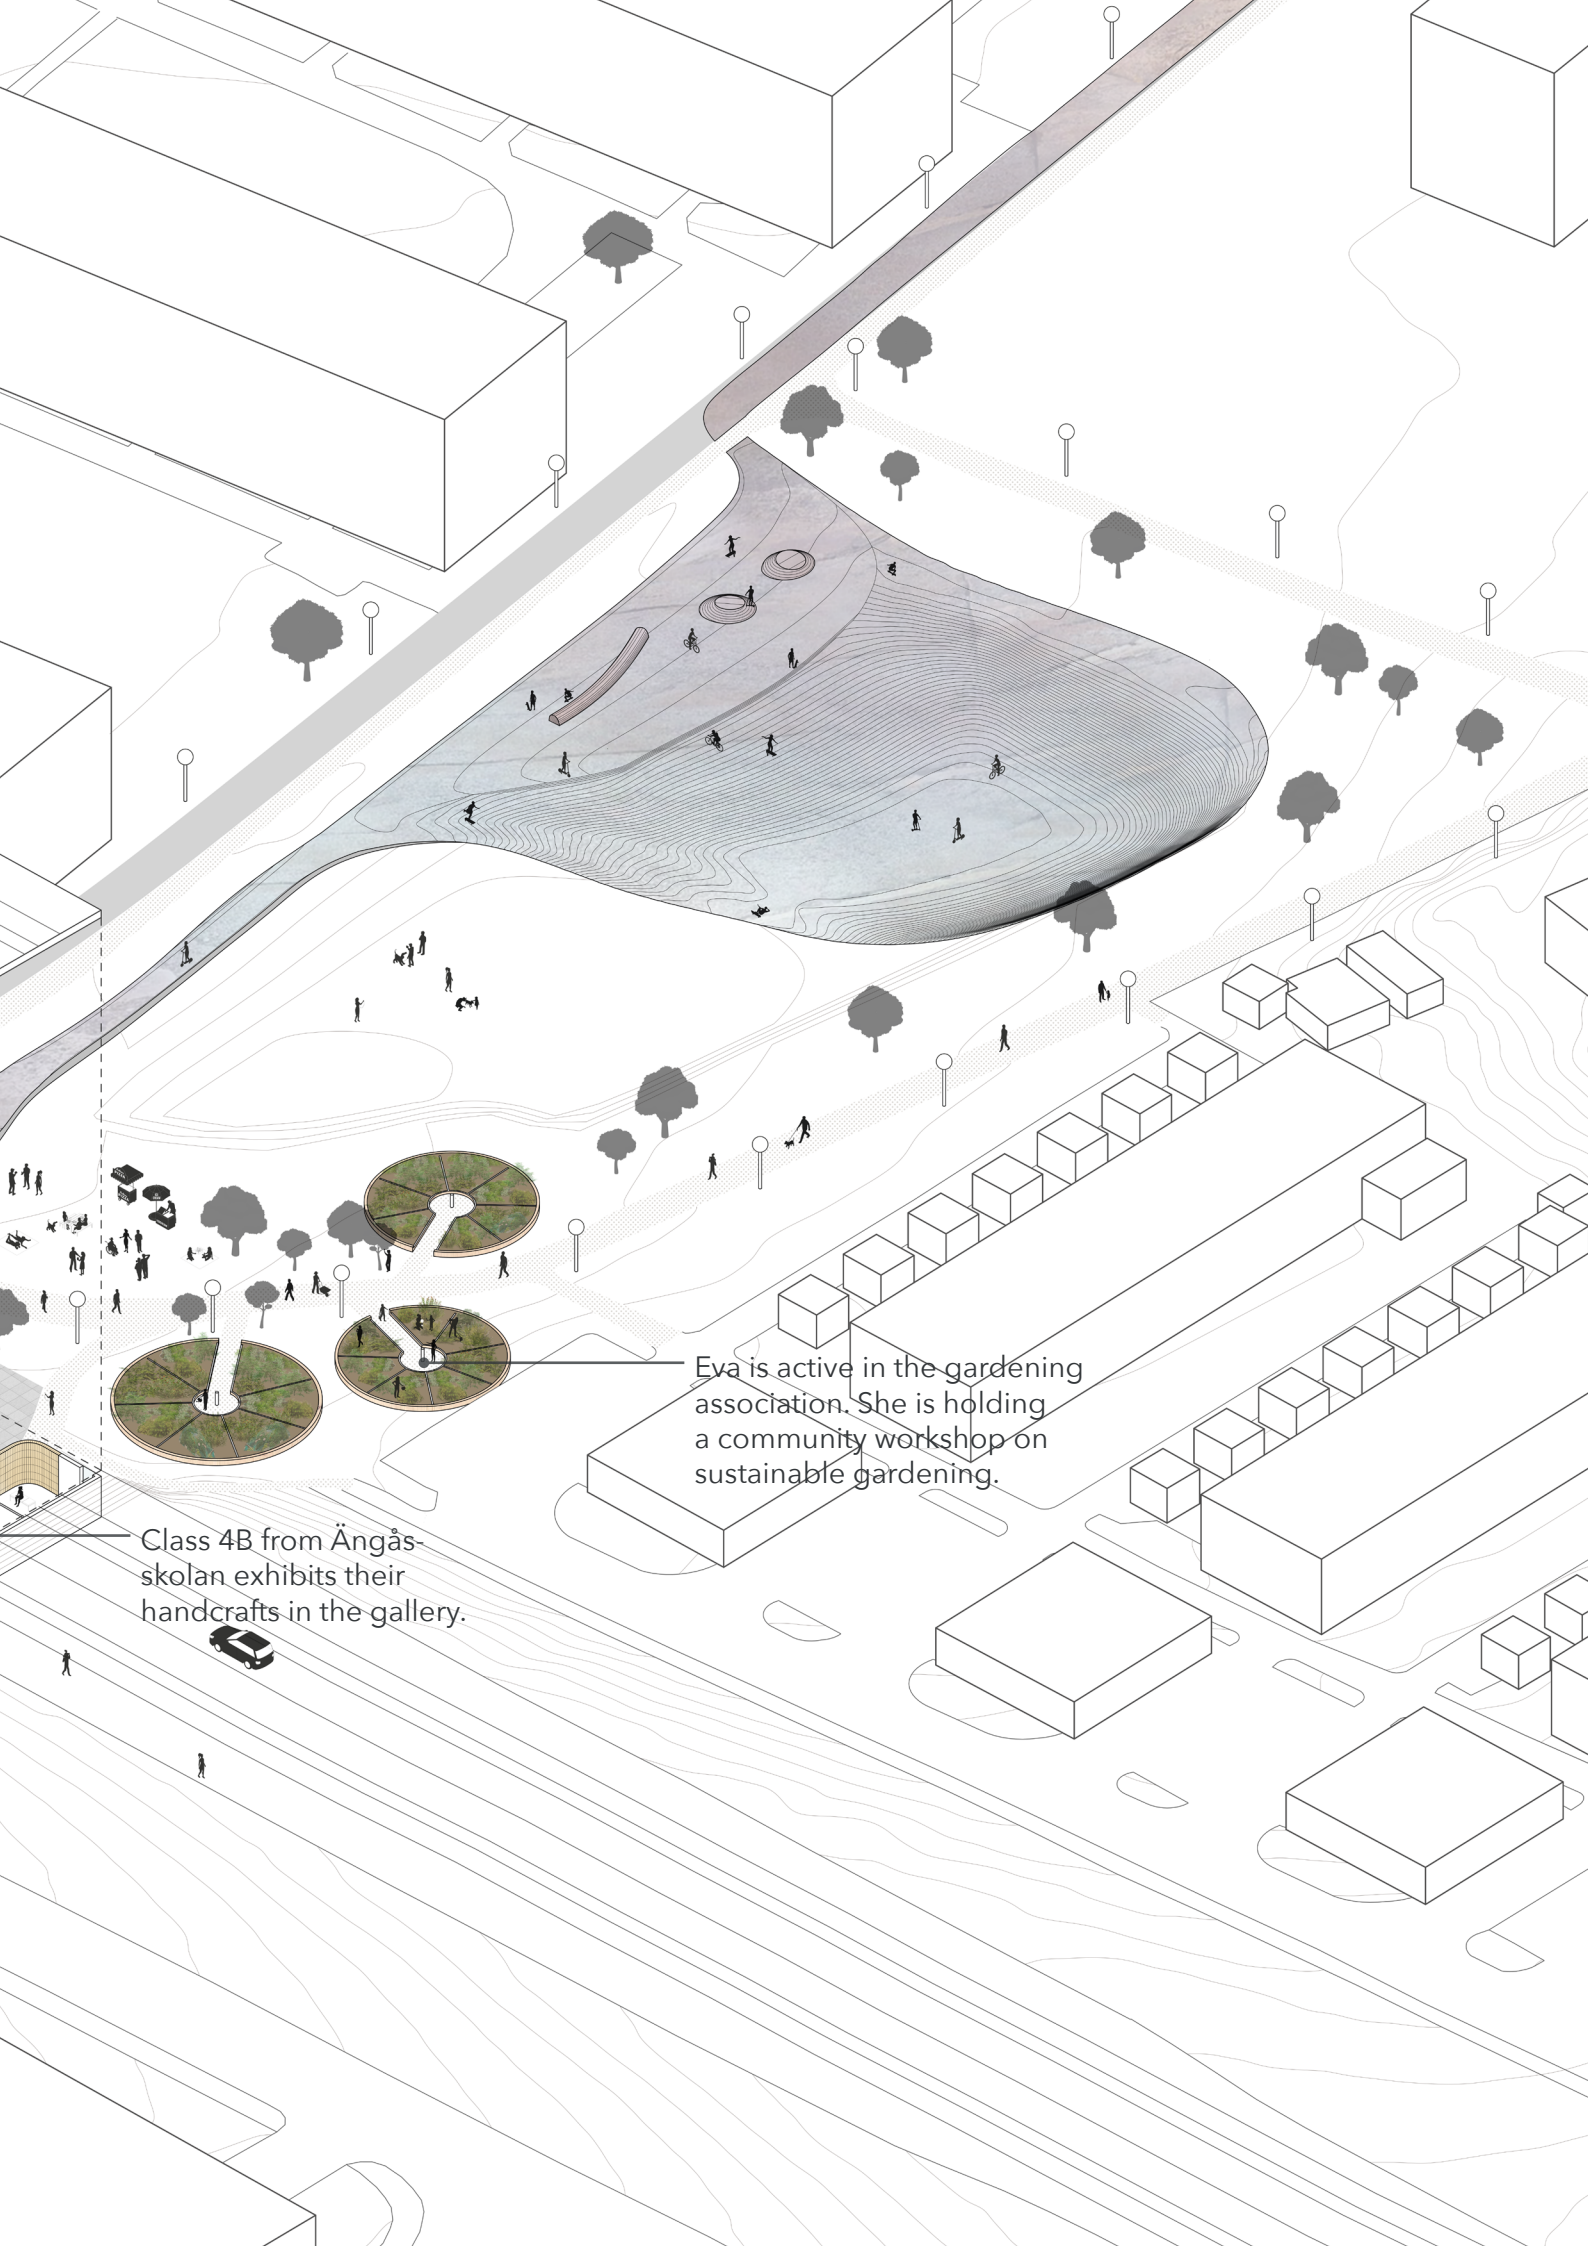 Eva is active in the gardening
association. She is holding
a community workshop on
sustainable gardening.
Class 4B from Ängås-
skolan exhibits their
handcrafts in the gallery.